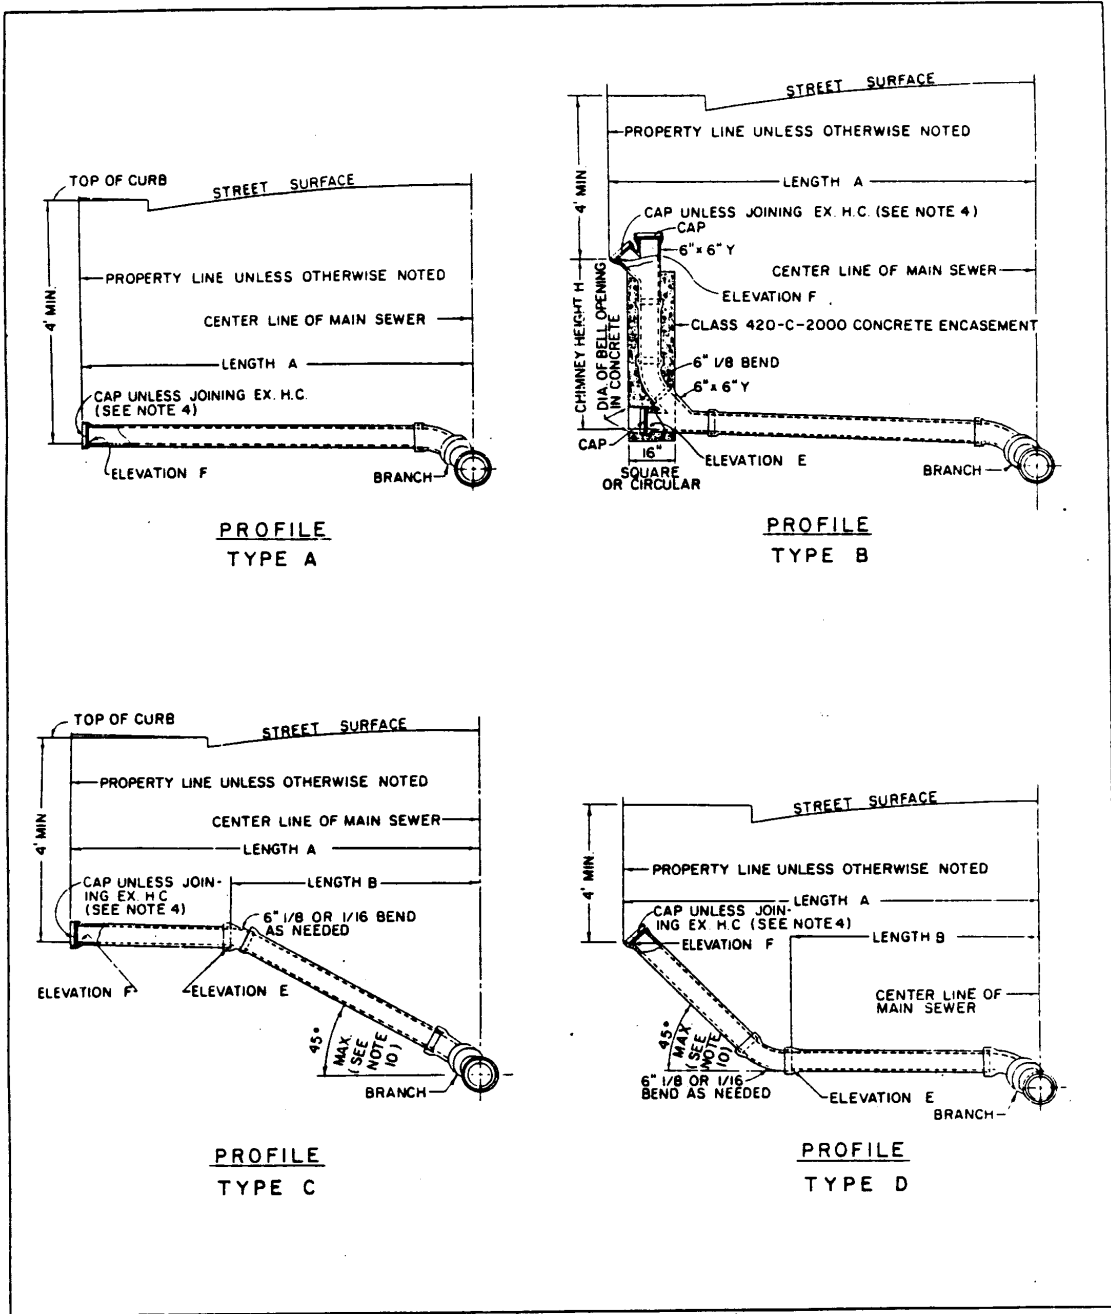 TOP OF CURB
STREET SURFACE
4' MIN.
PROPERTY LINE UNLESS OTHERWISE NOTED
CENTER LINE OF MAIN SEWER
LENGTH A
CAP UNLESS JOINING EX. H.C.
(SEE NOTE 4)
ELEVATION F
BRANCH
PROFILE
TYPE A
STREET SURFACE
PROPERTY LINE UNLESS OTHERWISE NOTED
4' MIN.
LENGTH A
CAP UNLESS JOINING EX. H.C. (SEE NOTE 4)
CAP
6" x 6" Y
CENTER LINE OF MAIN SEWER
ELEVATION F
CHIMNEY HEIGHT H
DIA. OF BELL OPENING
IN CONCRETE
CLASS 420-C-2000 CONCRETE ENCASEMENT
6" 1/8 BEND
6" x 6" Y
CAP
ELEVATION E
16"
SQUARE
OR CIRCULAR
BRANCH
PROFILE
TYPE B
TOP OF CURB
STREET SURFACE
4' MIN.
PROPERTY LINE UNLESS OTHERWISE NOTED
CENTER LINE OF MAIN SEWER
LENGTH A
CAP UNLESS JOIN-
ING EX. H C
(SEE NOTE 4)
LENGTH B
6" 1/8 OR 1/16 BEND
AS NEEDED
ELEVATION F
ELEVATION E
45°
MAX.
(SEE
NOTE
10)
BRANCH
PROFILE
TYPE C
STREET SURFACE
4' MIN.
PROPERTY LINE UNLESS OTHERWISE NOTED
LENGTH A
CAP UNLESS JOIN-
ING EX. H.C (SEE NOTE 4)
ELEVATION F
LENGTH B
CENTER LINE OF
MAIN SEWER
45°
MAX.
(SEE
NOTE
10)
6" 1/8 OR 1/16
BEND AS NEEDED
ELEVATION E
BRANCH
PROFILE
TYPE D